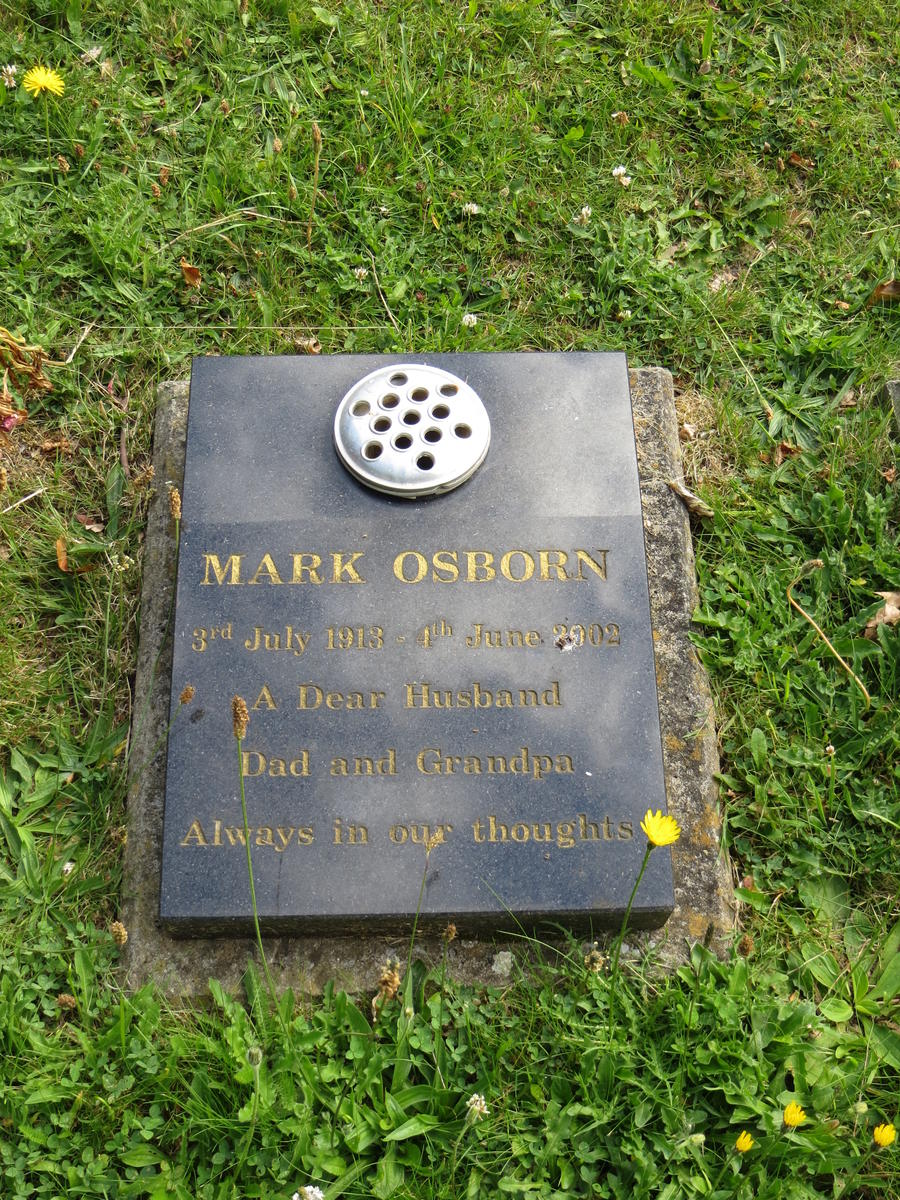 MARK OSBORN
3rd July 1913 - 4th June 2002
A Dear Husband
Dad and Grandpa
Always in our thoughts